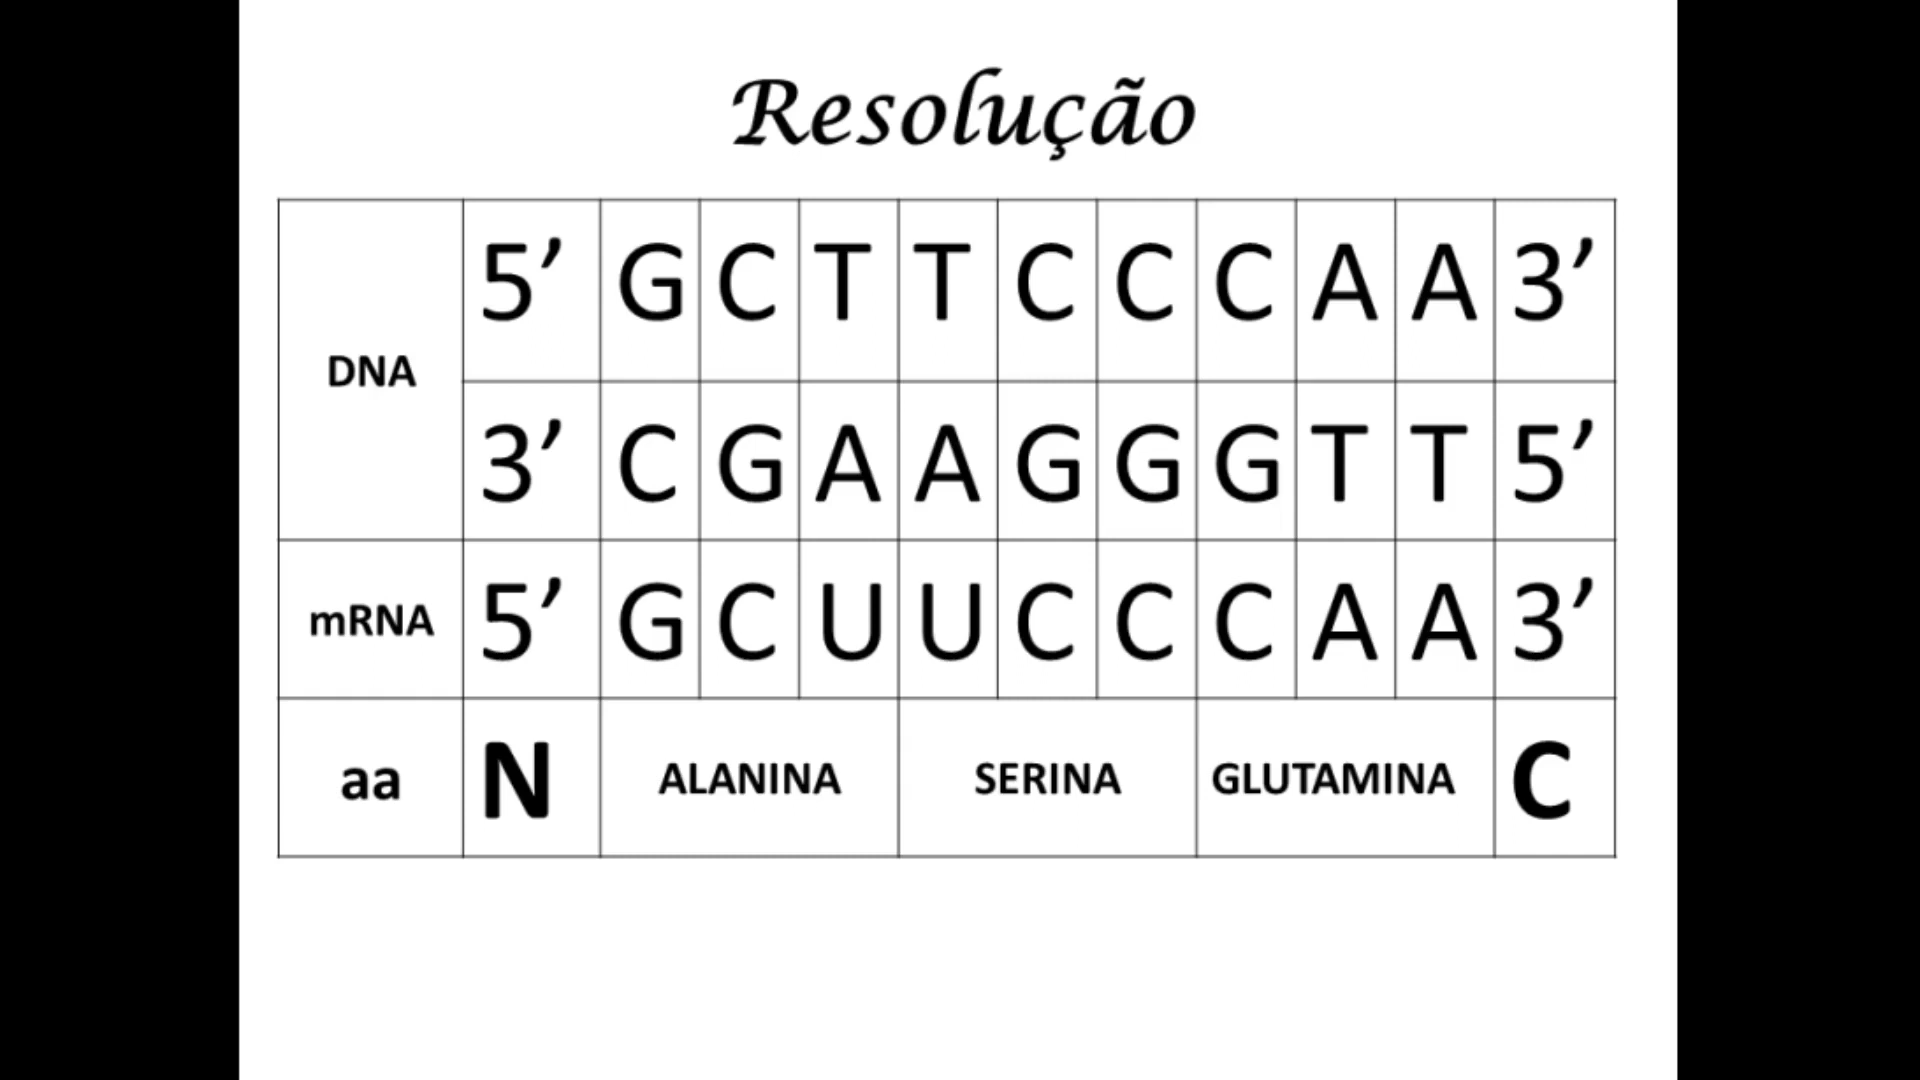 Resolução
DNA
5’ G C T T C C C A A 3’
3’ C G A A G G G T T 5’
mRNA 5’ G C U U C C C A A 3’
aa N ALANINA SERINA GLUTAMINA C